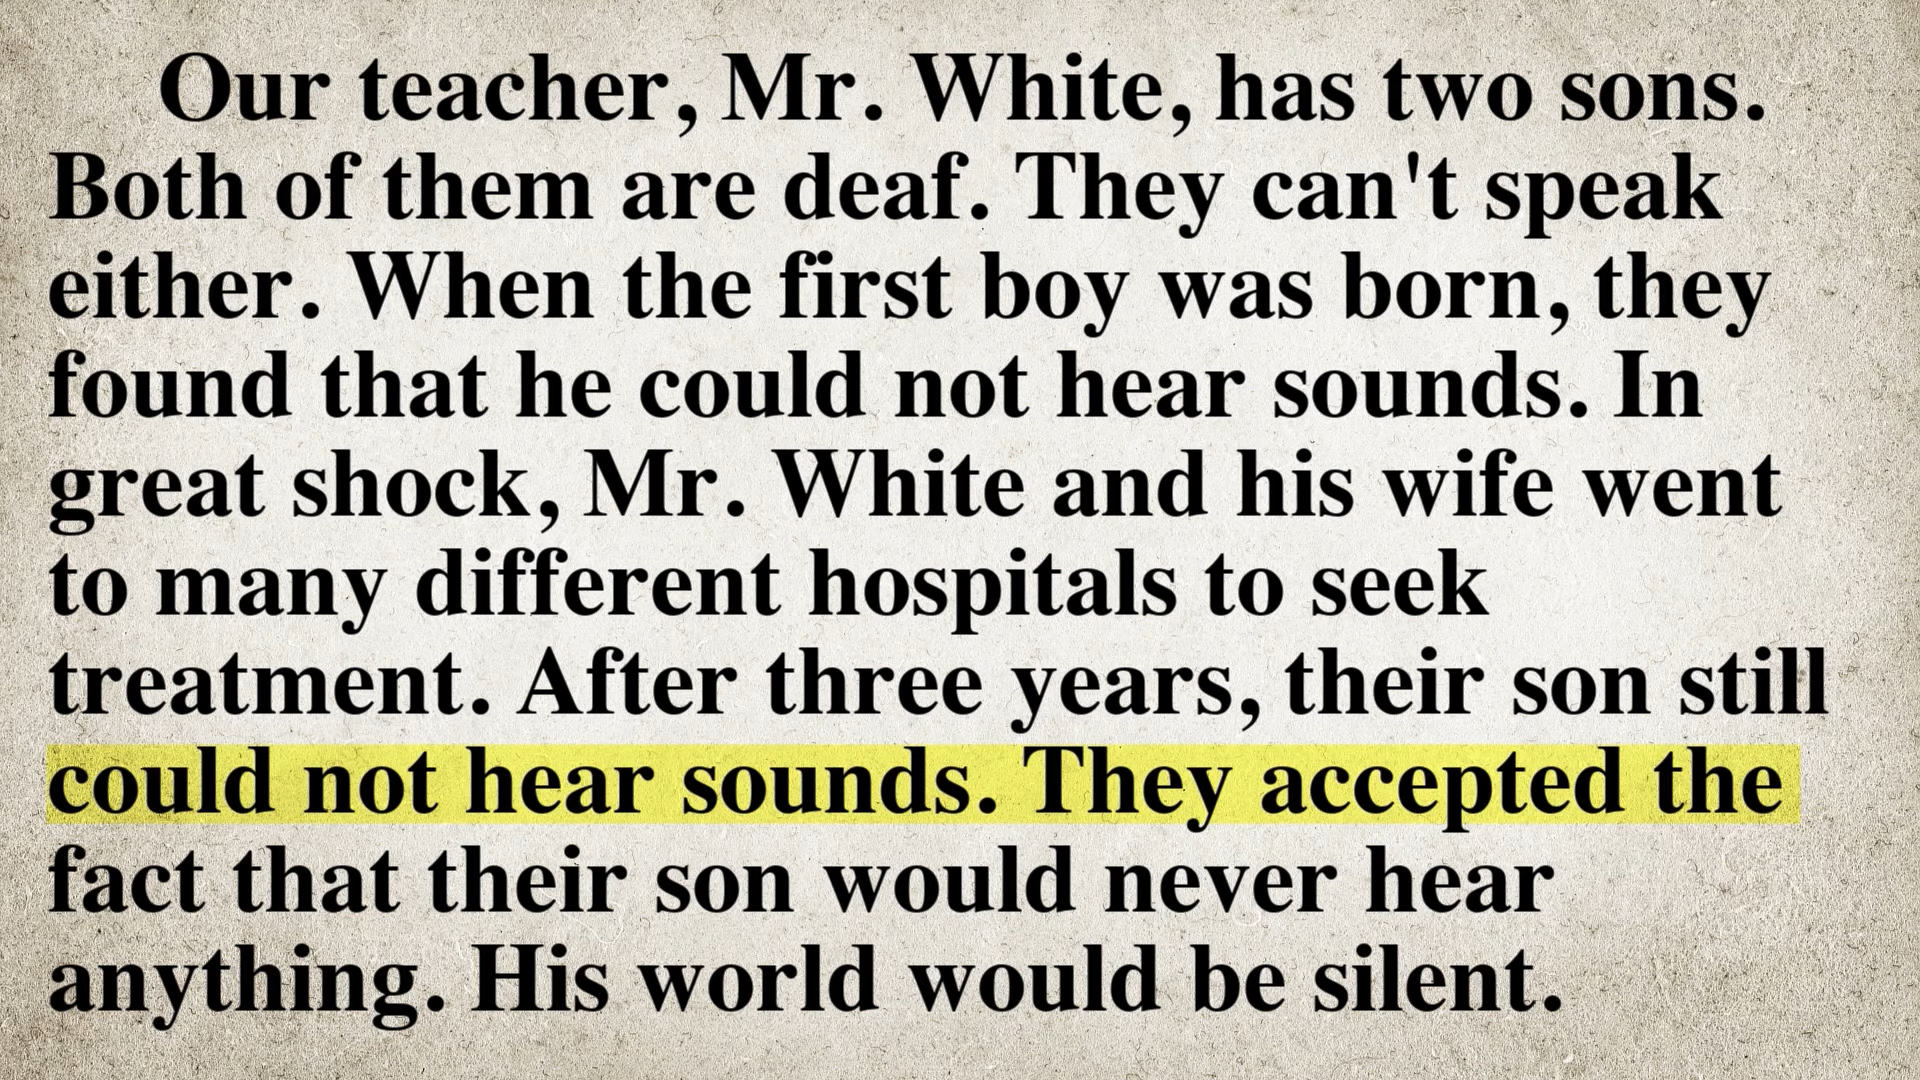 Our teacher, Mr. White, has two sons.
Both of them are deaf. They can't speak
either. When the first boy was born, they
found that he could not hear sounds. In
great shock, Mr. White and his wife went
to many different hospitals to seek
treatment. After three years, their son still
could not hear sounds. They accepted the
fact that their son would never hear
anything. His world would be silent.